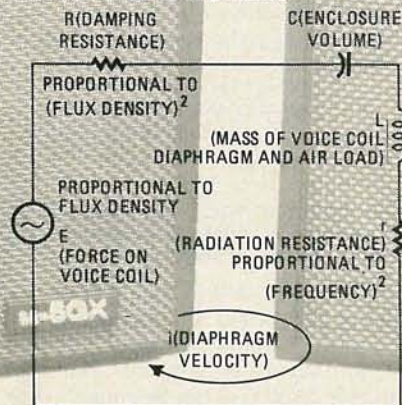 R(DAMPING
RESISTANCE)
C(ENCLOSURE
VOLUME)
PROPORTIONAL TO
(FLUX DENSITY)2
L
(MASS OF VOICE COIL
DIAPHRAGM AND AIR LOAD)
PROPORTIONAL TO
FLUX DENSITY
E
(FORCE ON
VOICE COIL)
r
(RADIATION RESISTANCE)
PROPORTIONAL TO
(FREQUENCY)2
i(DIAPHRAGM
VELOCITY)